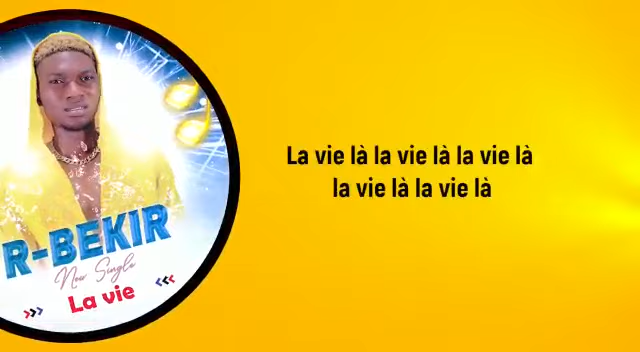 R-BEKIR
New Single
>>> La vie <<<
La vie là la vie là la vie là
la vie là la vie là